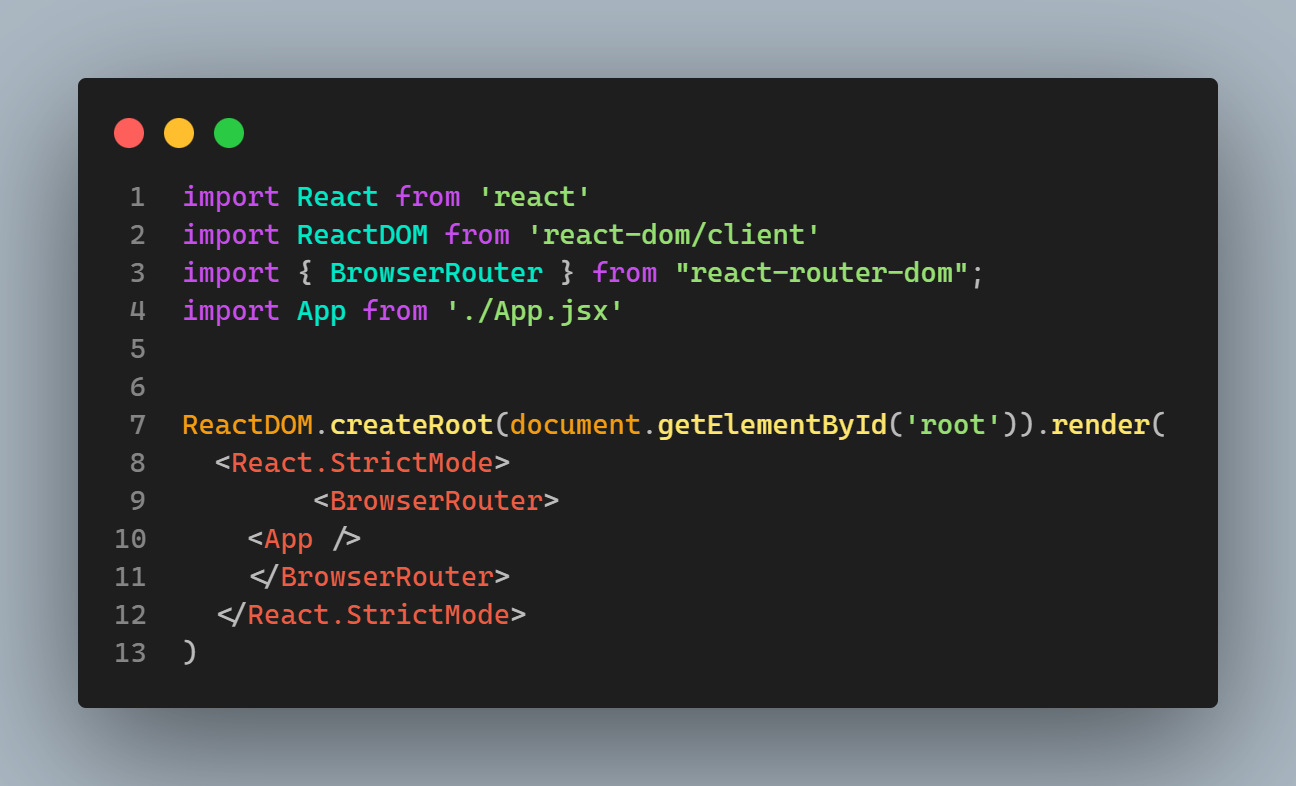 1 import React from 'react'
2 import ReactDOM from 'react-dom/client'
3 import { BrowserRouter } from "react-router-dom";
4 import App from './App.jsx'
5
6
7 ReactDOM.createRoot(document.getElementById('root')).render(
8   <React.StrictMode>
9         <BrowserRouter>
10     <App />
11     </BrowserRouter>
12   </React.StrictMode>
13 )